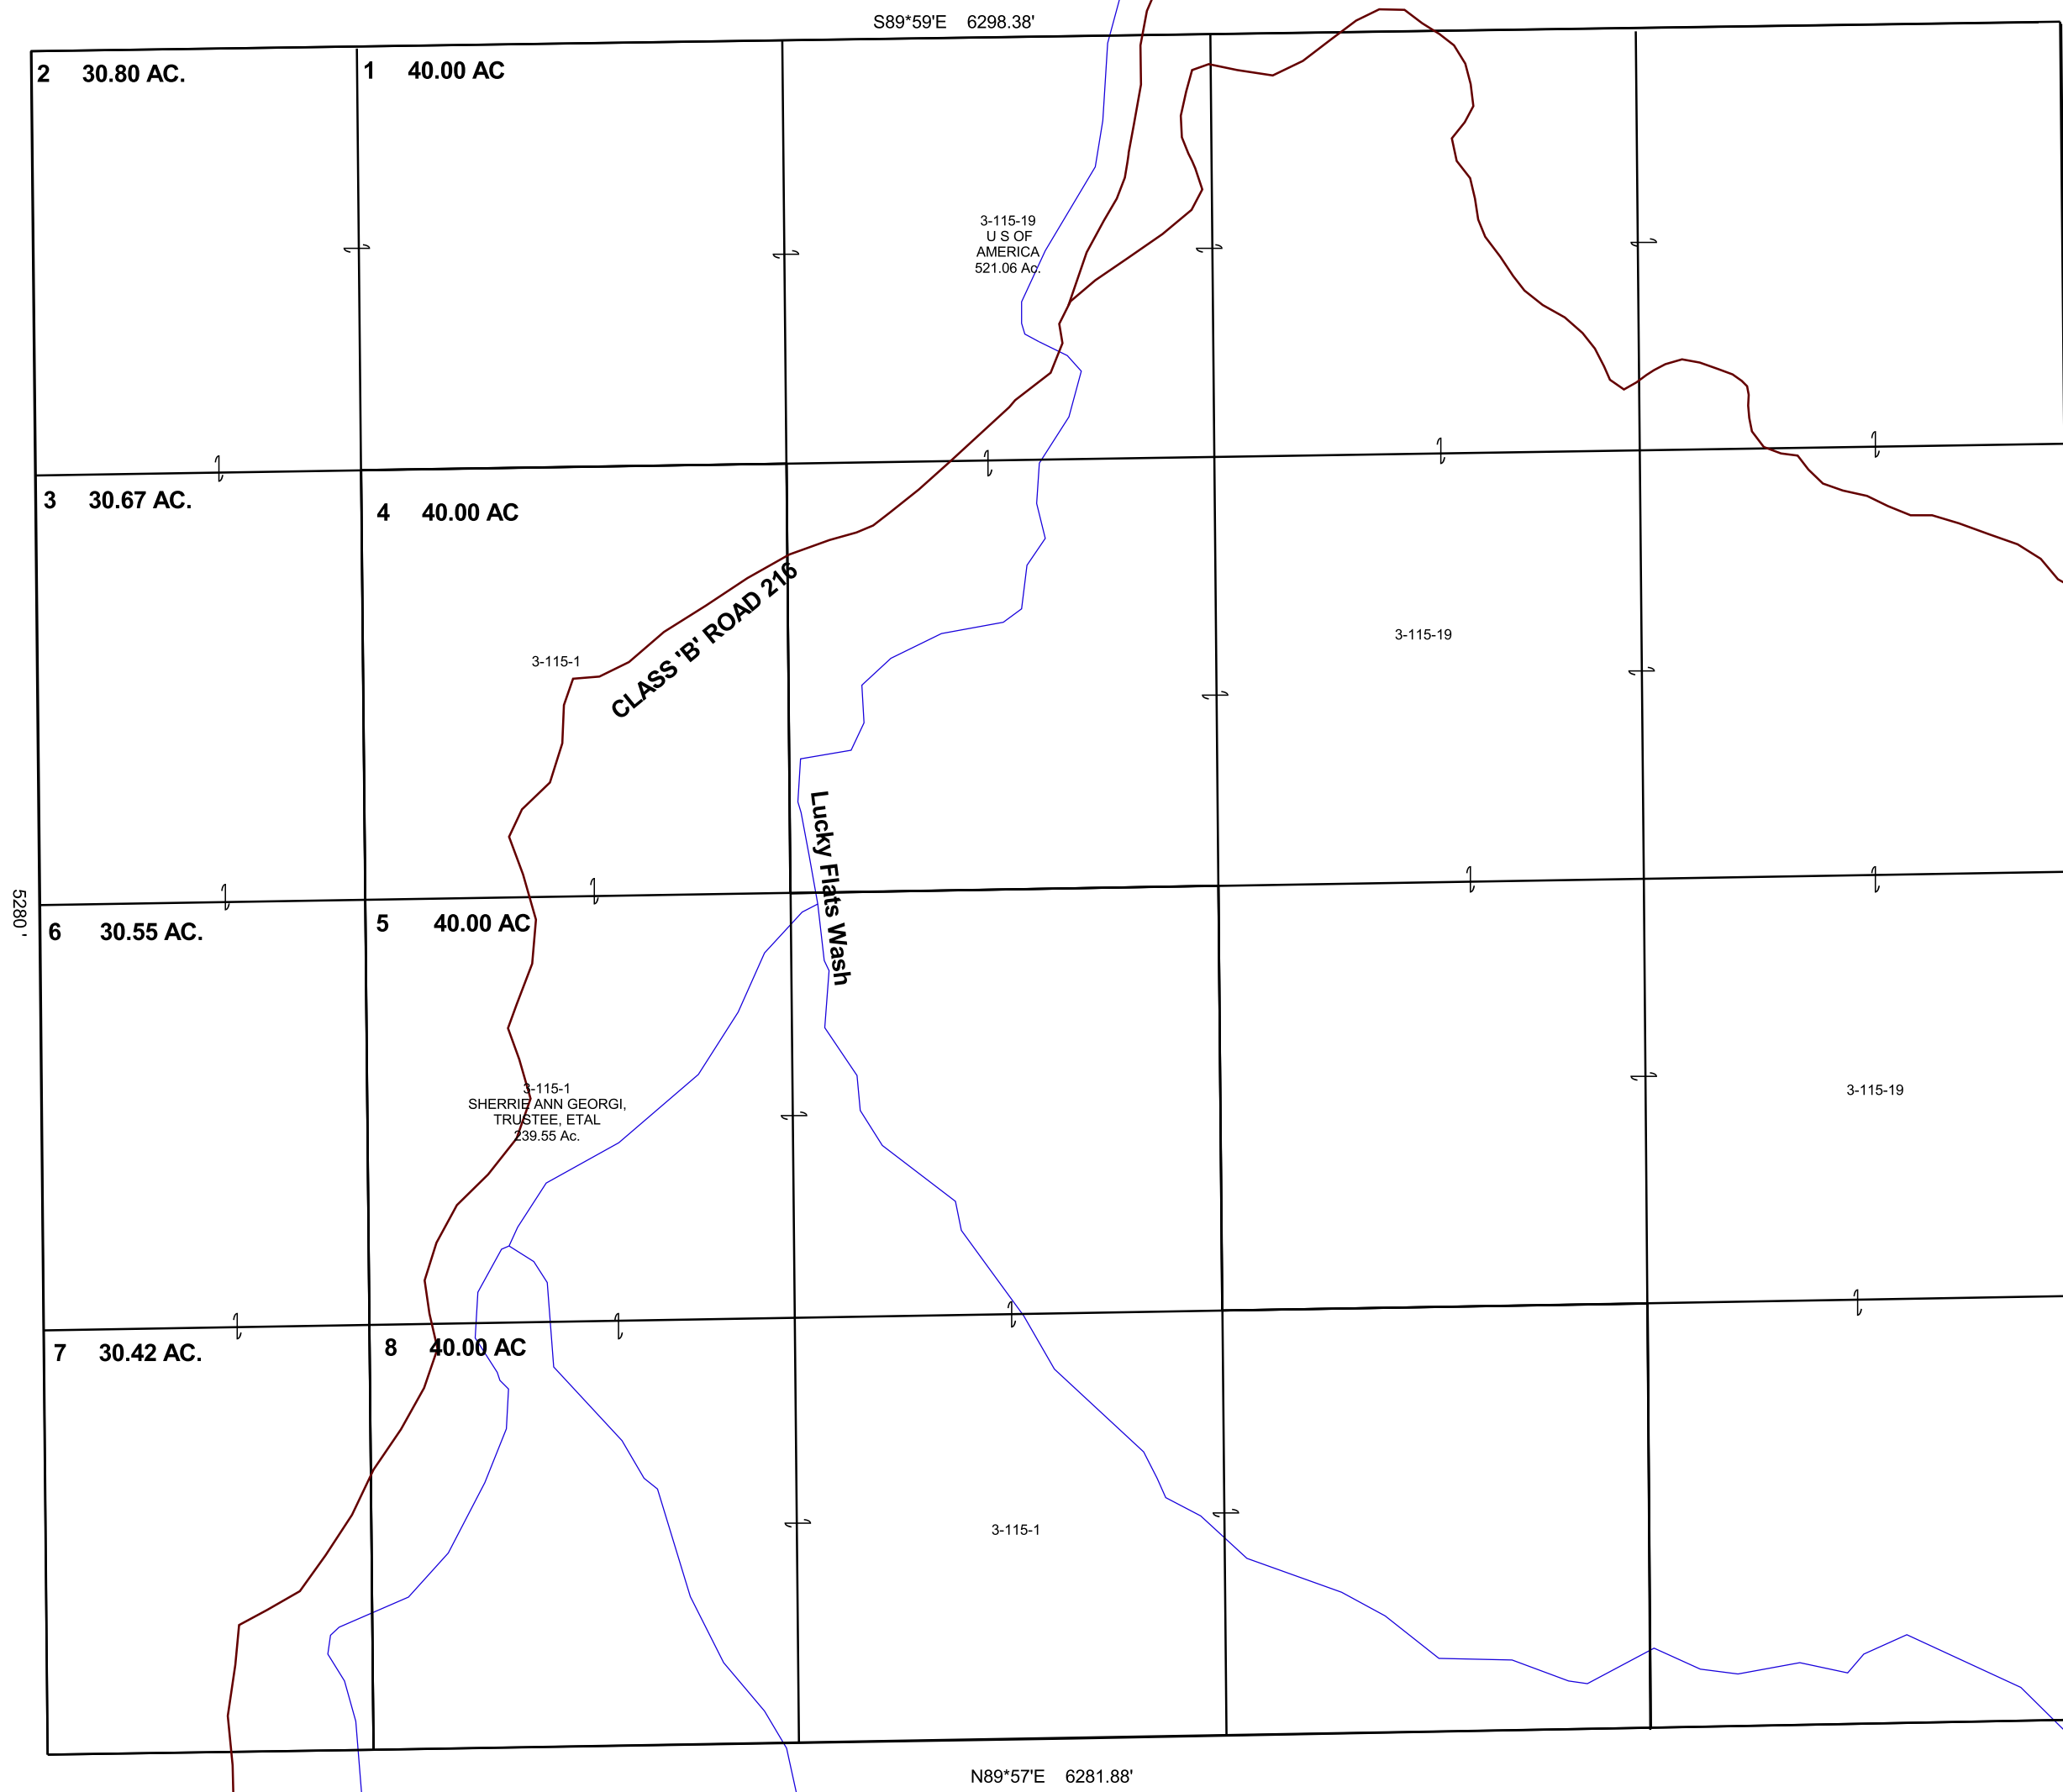 S89*59'E 6298.38'
2 30.80 AC.
1 40.00 AC
3-115-19
U S OF
AMERICA
521.06 Ac.
3 30.67 AC.
4 40.00 AC
CLASS 'B' ROAD 216
3-115-1
3-115-19
Lucky Flats Wash
5280 '
6 30.55 AC.
5 40.00 AC
3-115-1
SHERRIE ANN GEORGI,
TRUSTEE, ETAL
239.55 Ac.
3-115-19
7 30.42 AC.
8 40.00 AC
3-115-1
N89*57'E 6281.88'